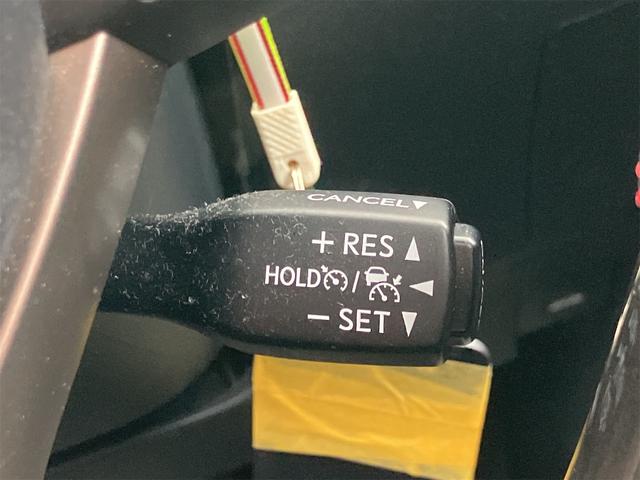 CANCEL▼
+ RES ▲
HOLD / ◀
− SET ▼